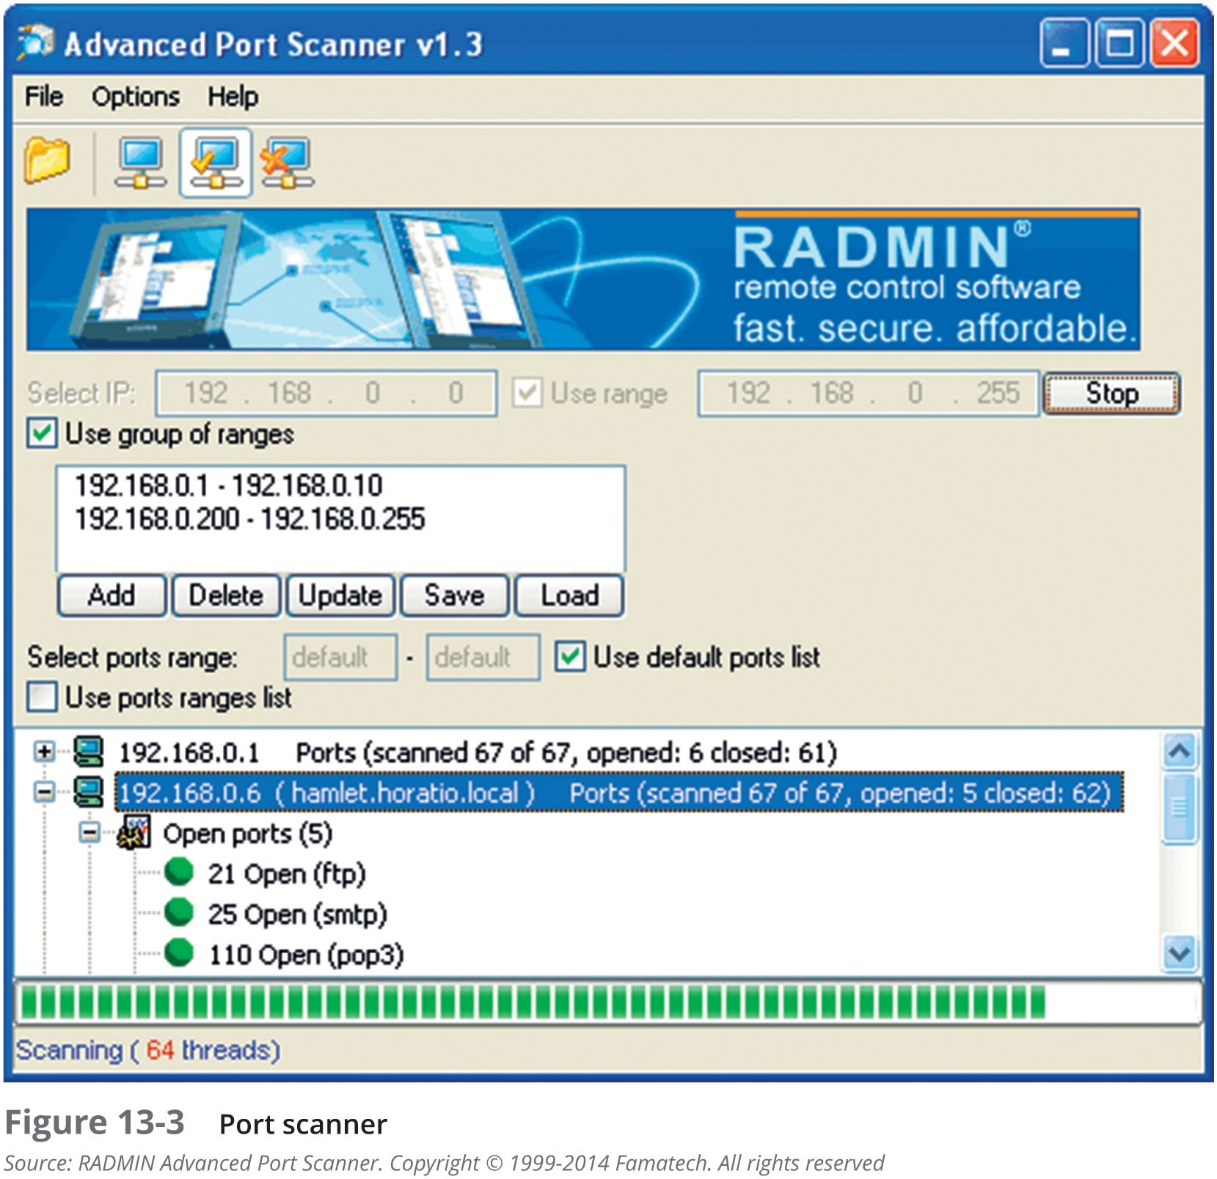 Advanced Port Scanner v1.3
File Options Help
RADMIN®
remote control software
fast. secure. affordable.
Select IP: 192 . 168 . 0 . 0 Use range 192 . 168 . 0 . 255 Stop
Use group of ranges
192.168.0.1 - 192.168.0.10
192.168.0.200 - 192.168.0.255
Add Delete Update Save Load
Select ports range: default - default Use default ports list
Use ports ranges list
192.168.0.1 Ports (scanned 67 of 67, opened: 6 closed: 61)
192.168.0.6 ( hamlet.horatio.local ) Ports (scanned 67 of 67, opened: 5 closed: 62)
Open ports (5)
21 Open (ftp)
25 Open (smtp)
110 Open (pop3)
Scanning ( 64 threads)
Figure 13-3 Port scanner
Source: RADMIN Advanced Port Scanner. Copyright © 1999-2014 Famatech. All rights reserved